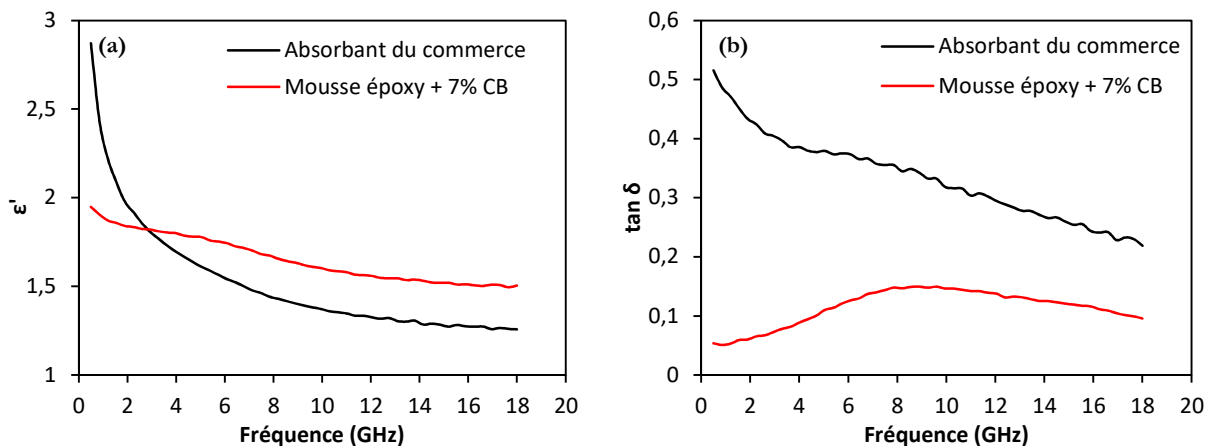 (a)
Absorbant du commerce
Mousse époxy + 7% CB
3
2,5
2
1,5
1
ε'
0 2 4 6 8 10 12 14 16 18 20
Fréquence (GHz)
(b)
Absorbant du commerce
Mousse époxy + 7% CB
0,6
0,5
0,4
0,3
0,2
0,1
0
tan δ
0 2 4 6 8 10 12 14 16 18 20
Fréquence (GHz)